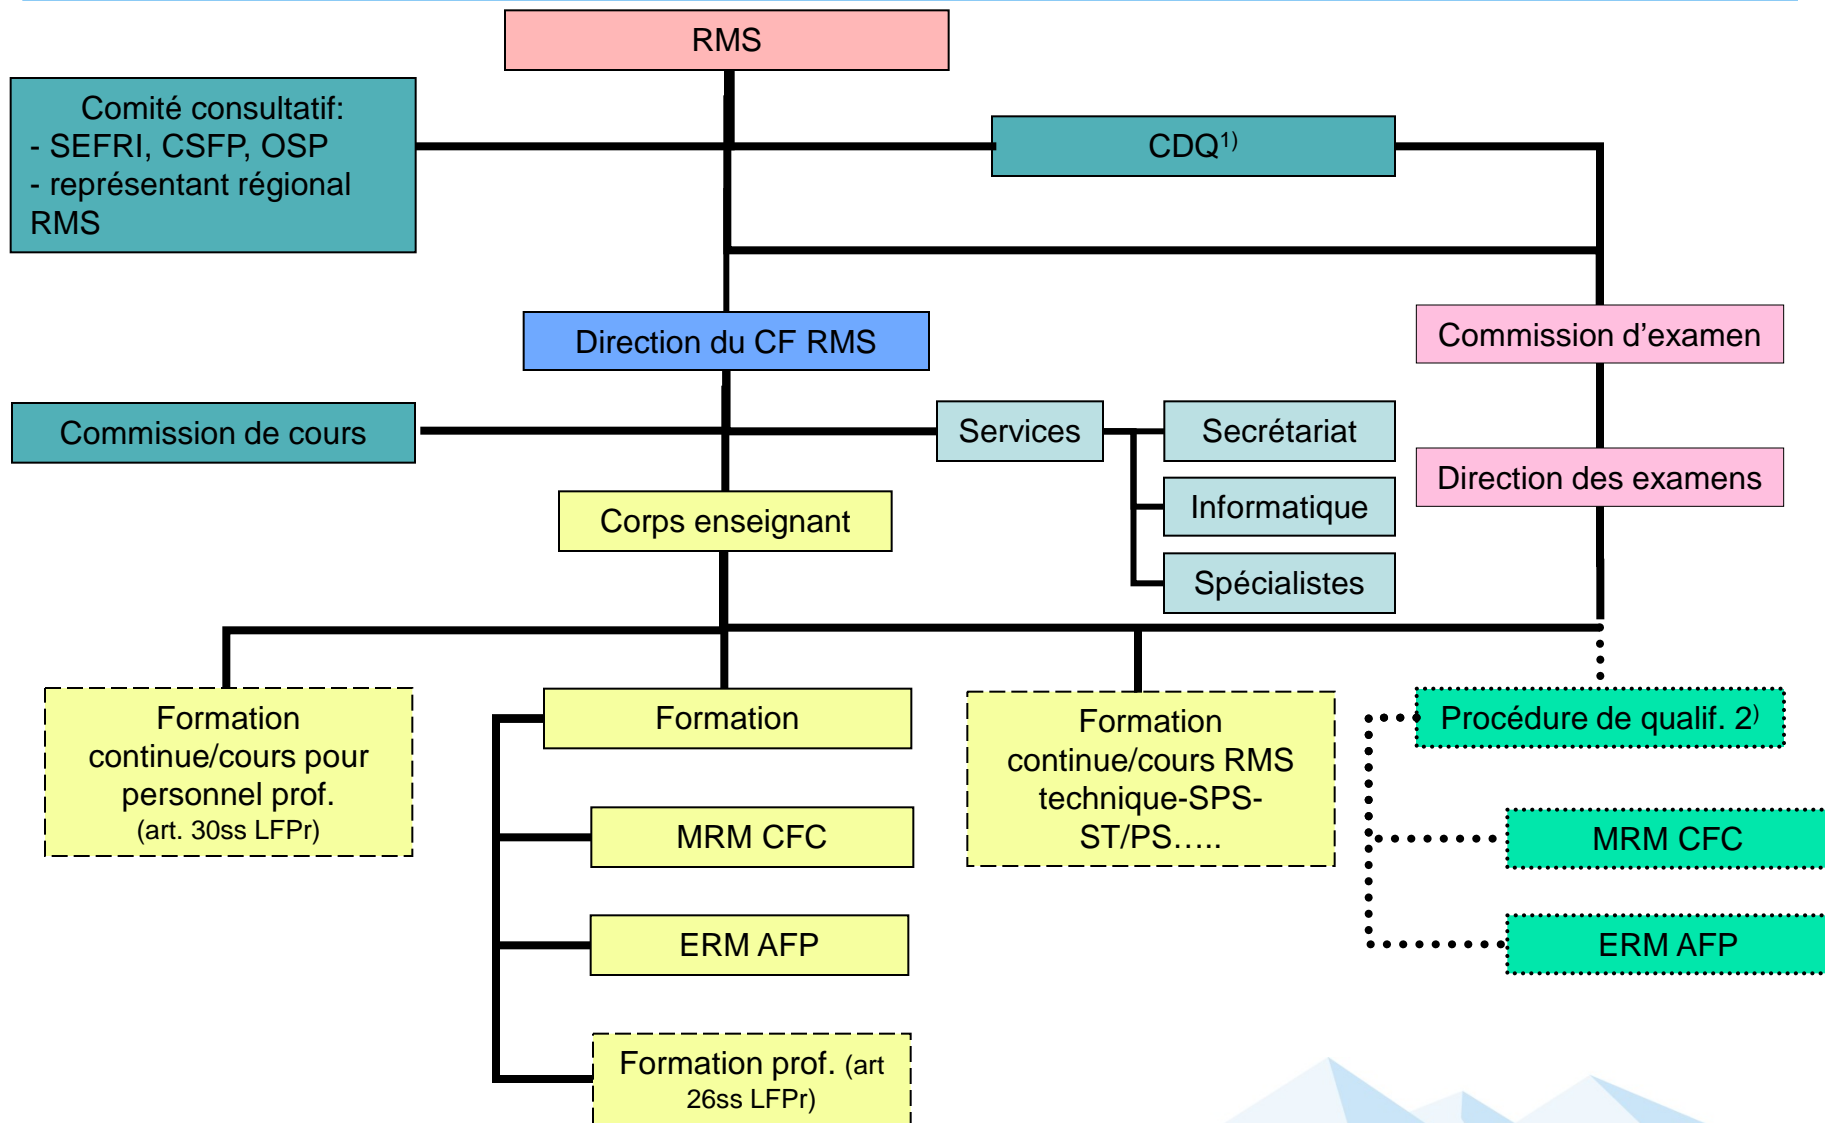 RMS
Comité consultatif:
- SEFRI, CSFP, OSP
- représentant régional
RMS
CDQ1)
Direction du CF RMS
Commission d’examen
Commission de cours
Services
Secrétariat
Informatique
Spécialistes
Direction des examens
Corps enseignant
Formation
continue/cours pour
personnel prof.
(art. 30ss LFPr)
Formation
MRM CFC
ERM AFP
Formation prof. (art
26ss LFPr)
Formation
continue/cours RMS
technique-SPS-
ST/PS…..
Procédure de qualif. 2)
MRM CFC
ERM AFP